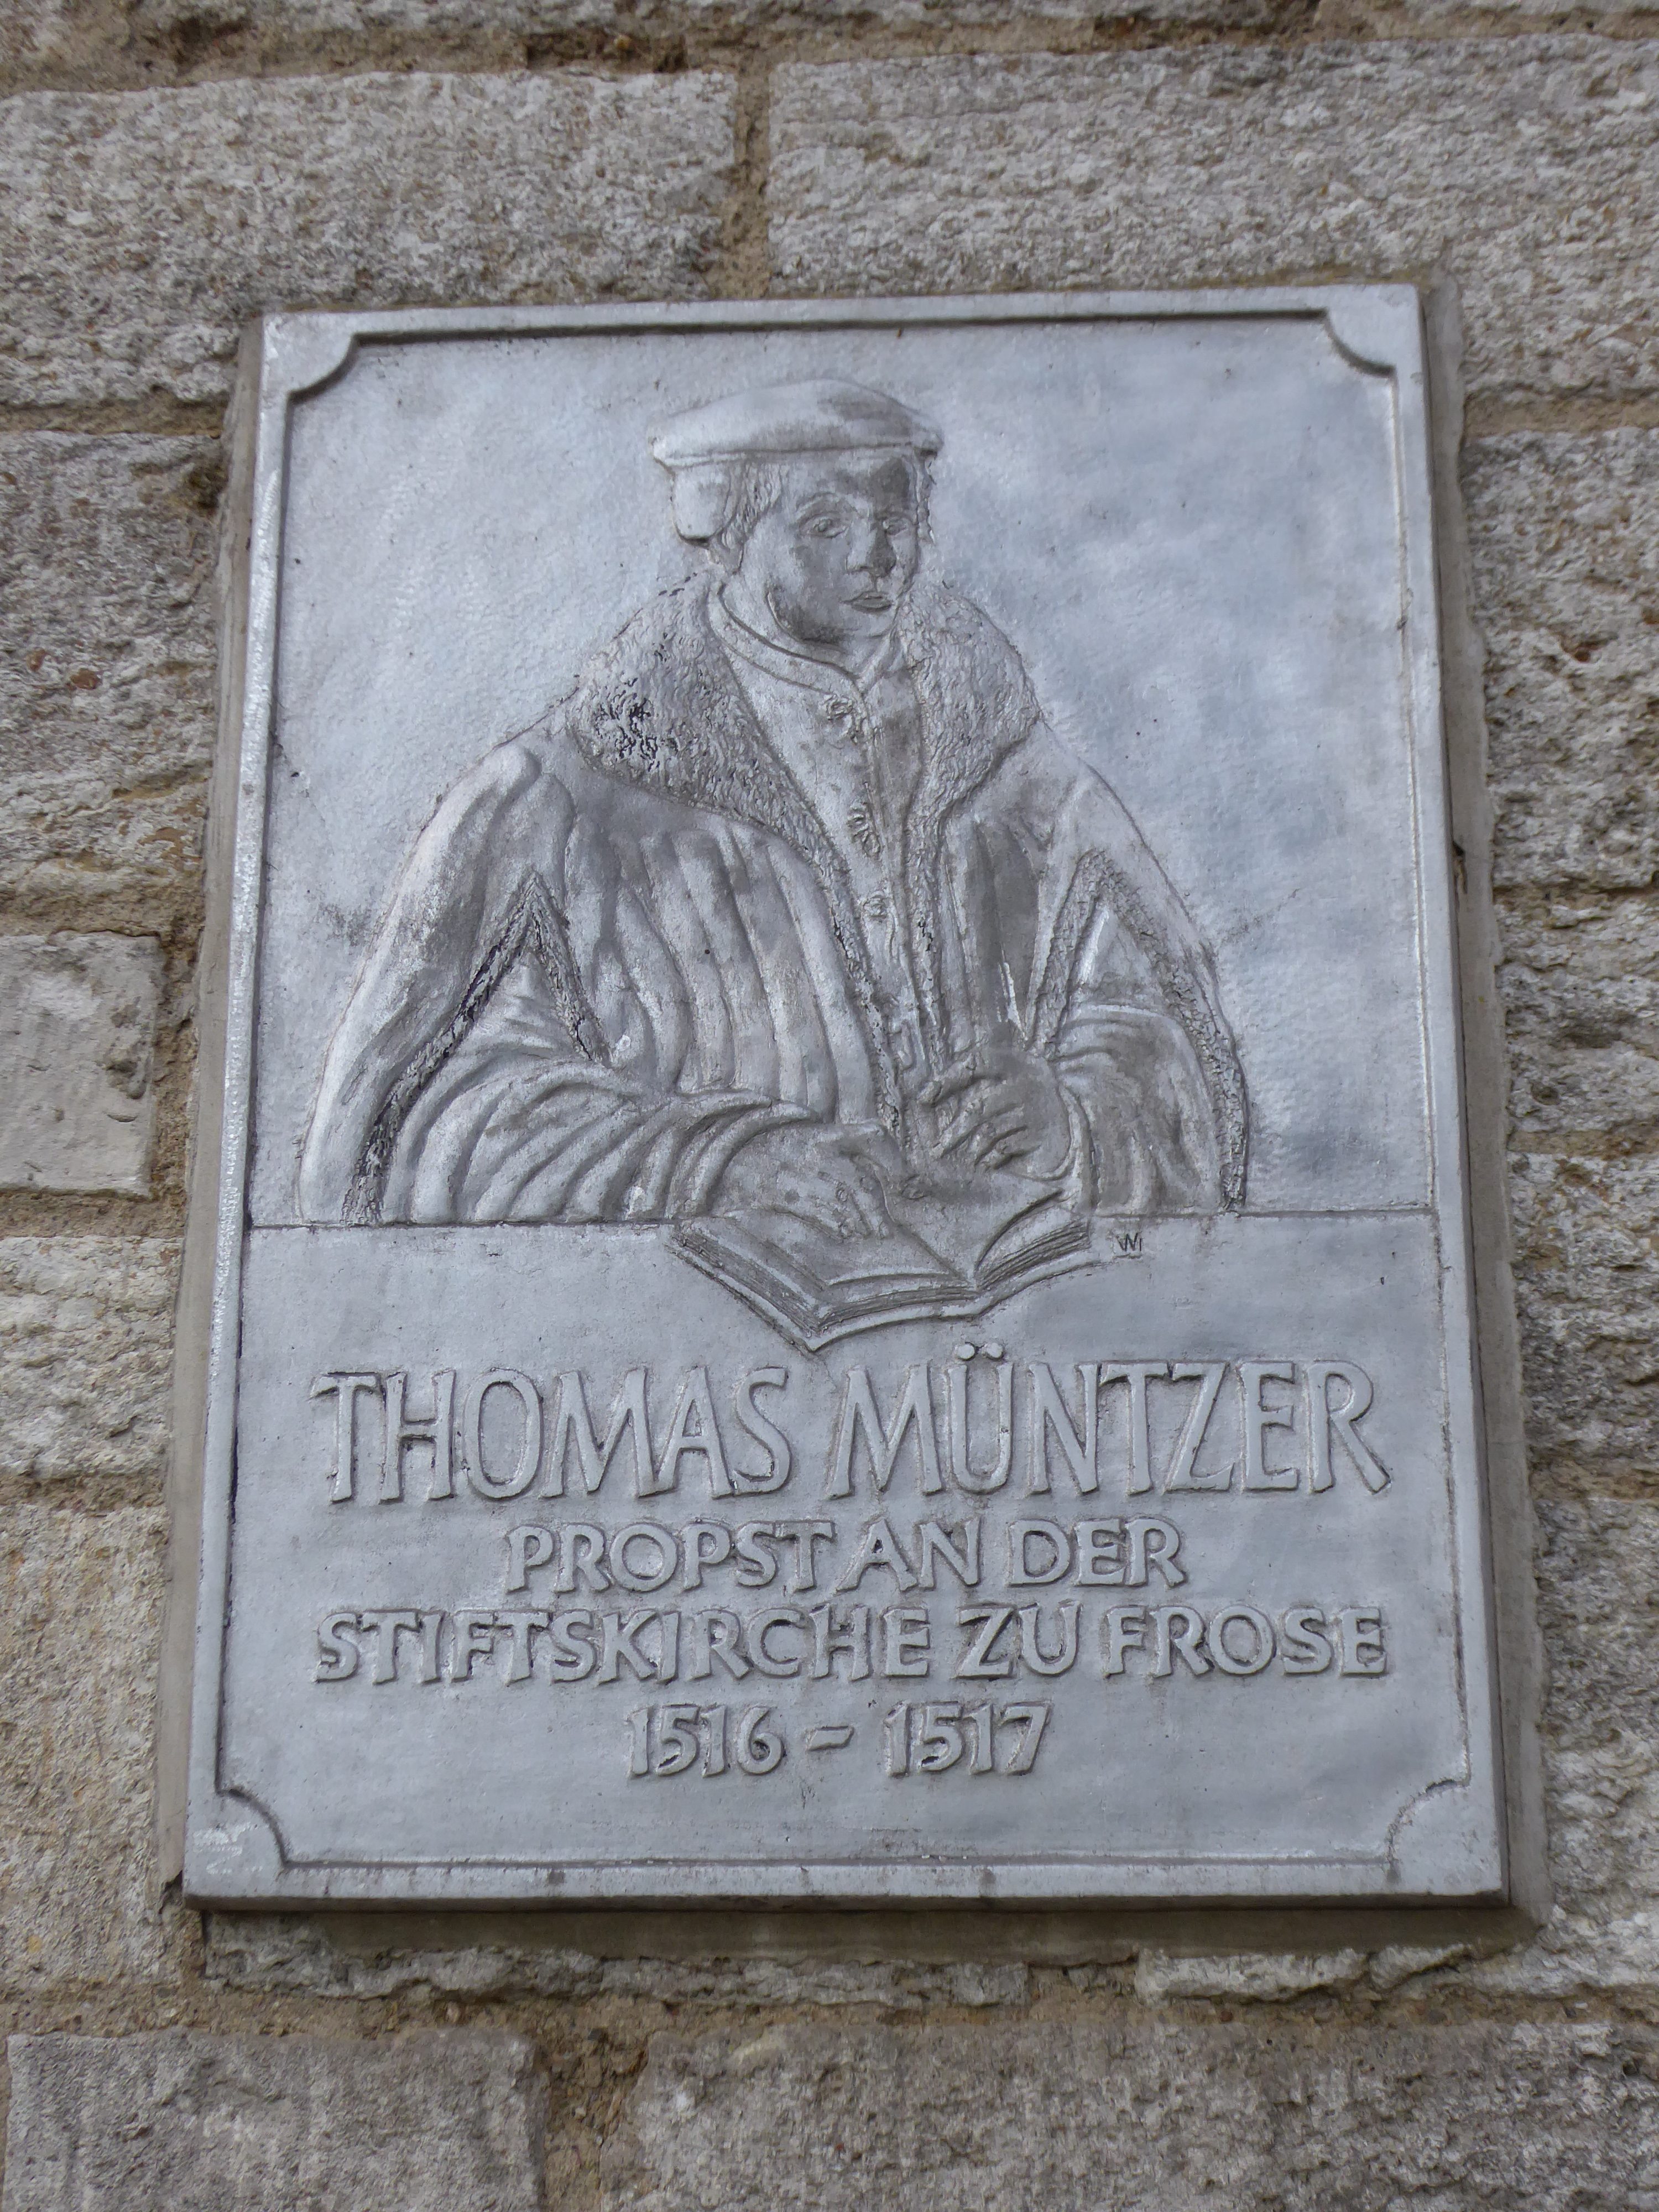 THOMAS MÜNTZER
PROPST AN DER
STIFTSKIRCHE ZU FROSE
1516 - 1517